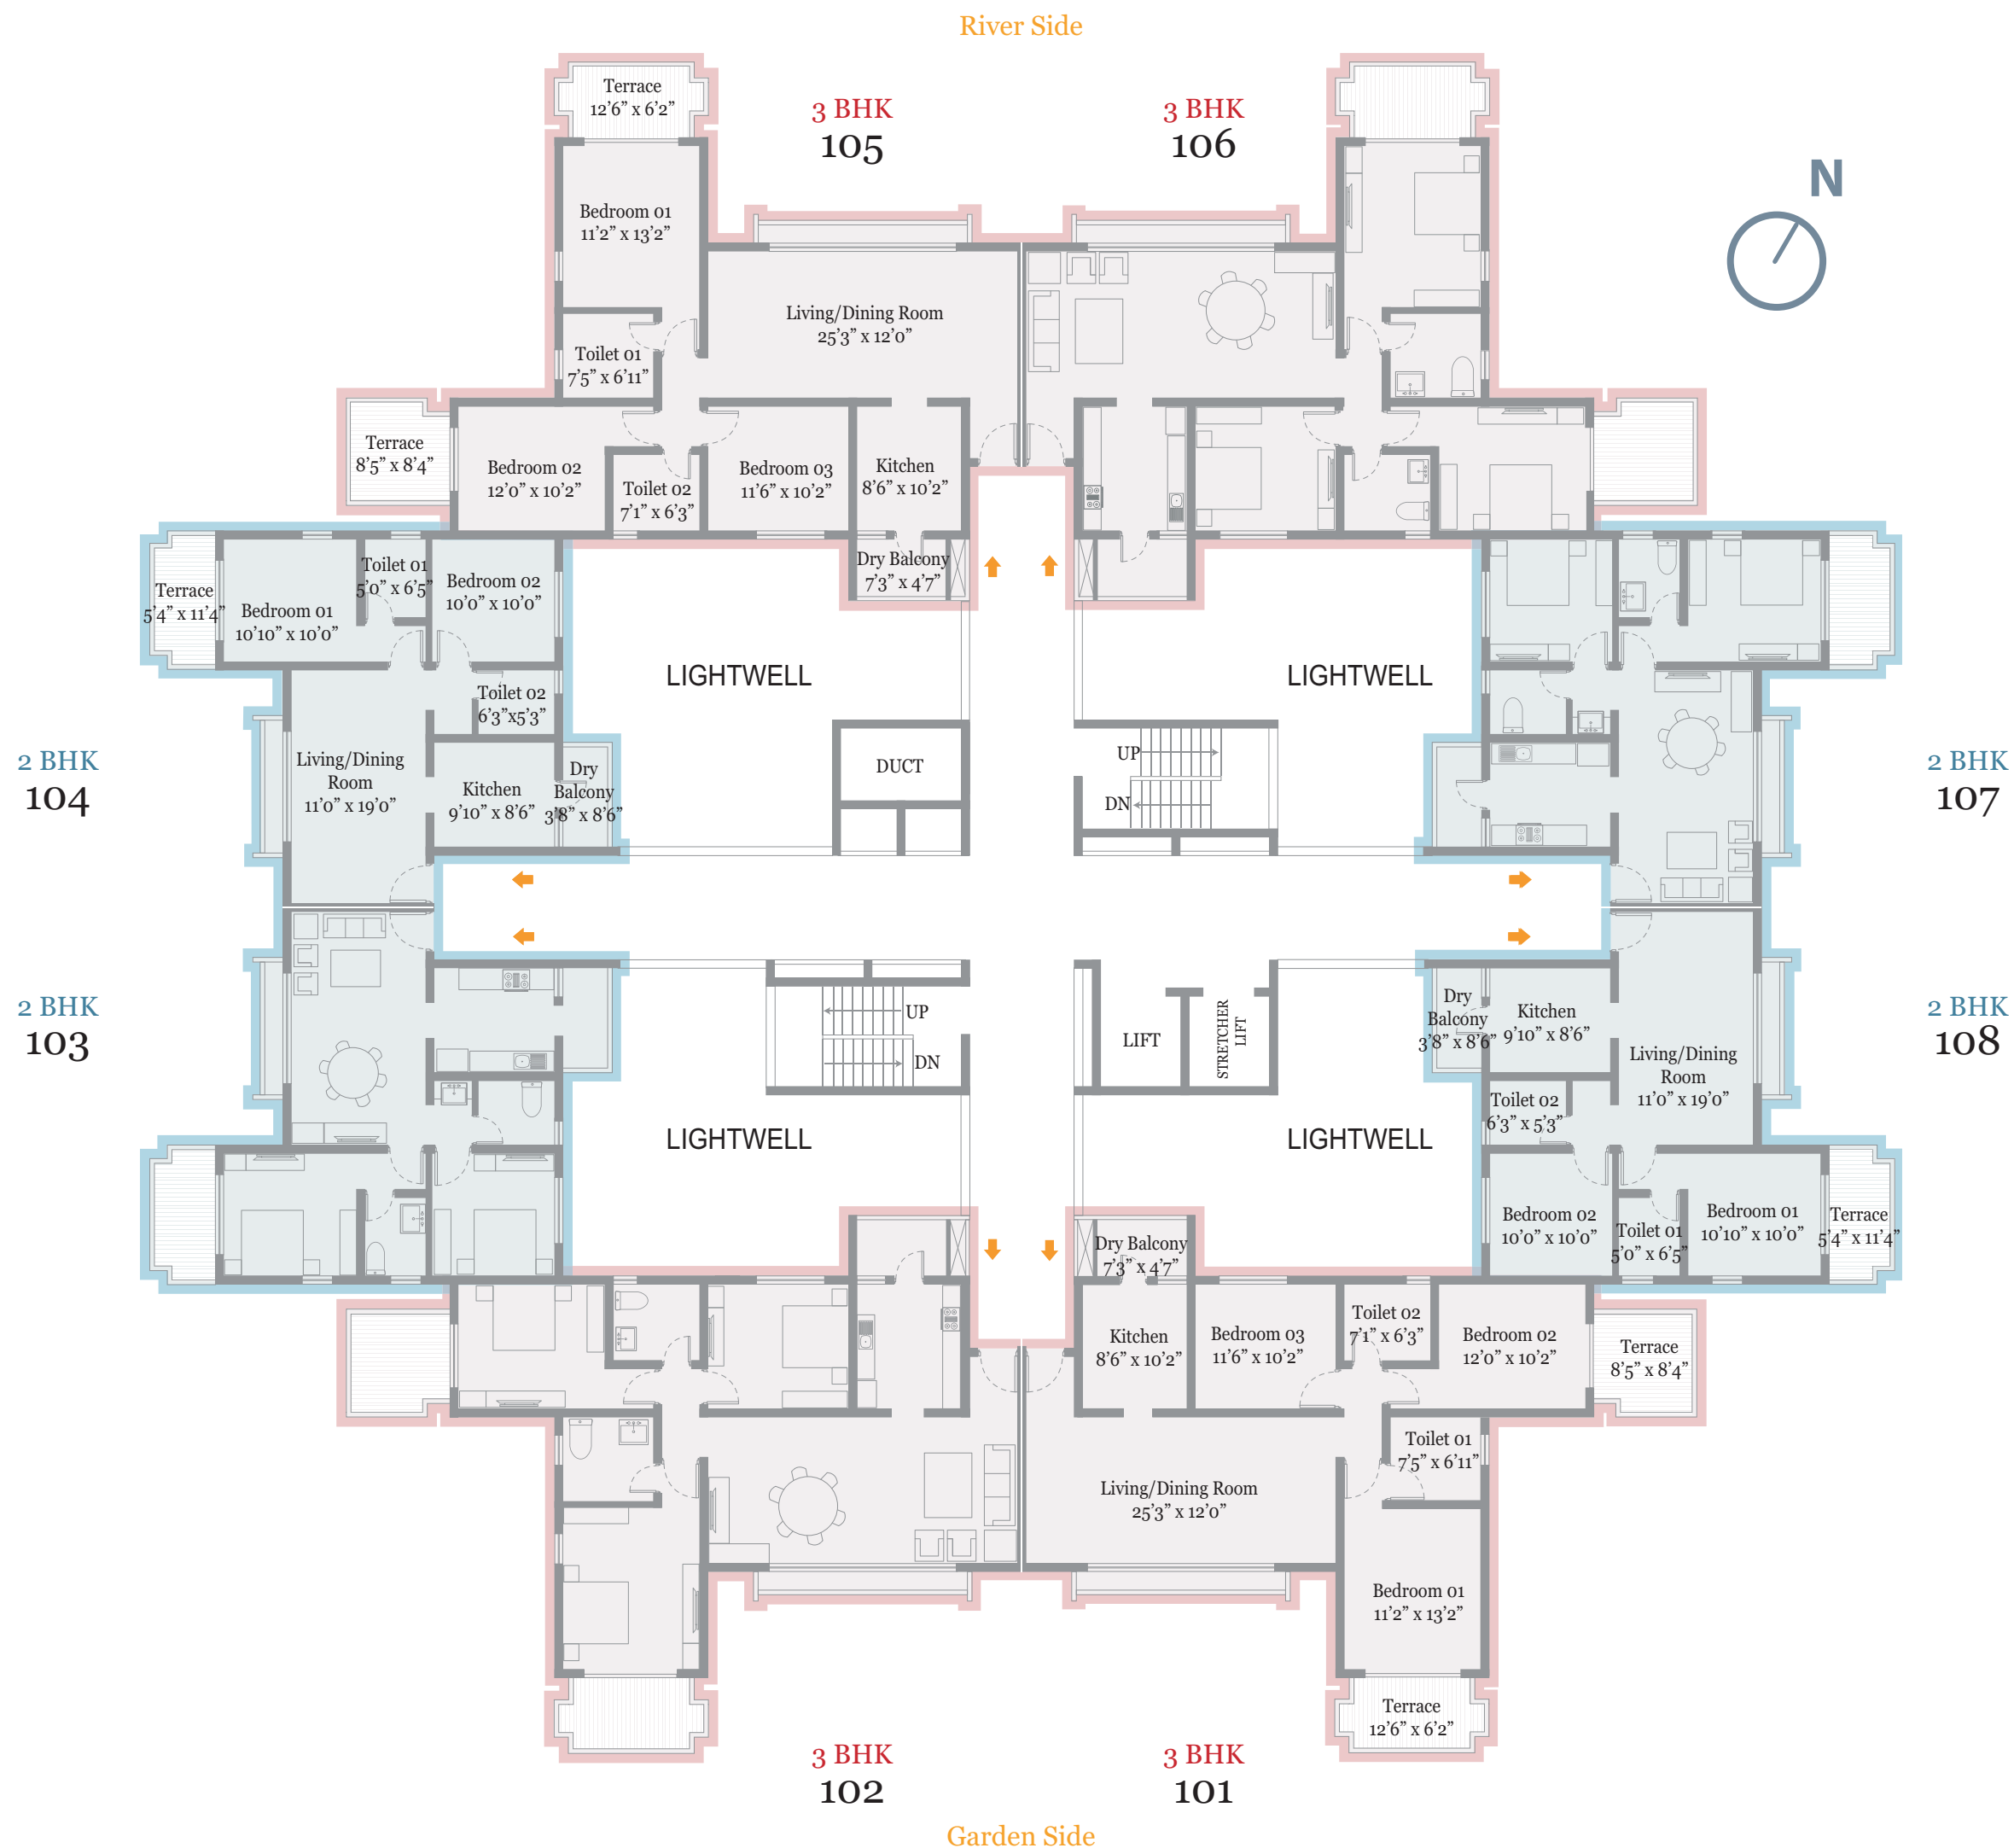 River Side
3 BHK
105
3 BHK
106
N
Terrace
12’6” x 6’2”
Bedroom 01
11’2” x 13’2”
Living/Dining Room
25’3” x 12’0”
Toilet 01
7’5” x 6’11”
Terrace
8’5” x 8’4”
Bedroom 02
12’0” x 10’2”
Toilet 02
7’1” x 6’3”
Bedroom 03
11’6” x 10’2”
Kitchen
8’6” x 10’2”
Dry Balcony
7’3” x 4’7”
Terrace
5’4” x 11’4”
Bedroom 01
10’10” x 10’0”
Toilet 01
5’0” x 6’5”
Bedroom 02
10’0” x 10’0”
LIGHTWELL
LIGHTWELL
Toilet 02
6’3”x5’3”
2 BHK
104
Living/Dining
Room
11’0” x 19’0”
Kitchen
9’10” x 8’6”
Dry
Balcony
3’8” x 8’6”
DUCT
UP
DN
2 BHK
107
2 BHK
103
UP
DN
LIFT
STRETCHER
LIFT
Dry
Balcony
3’8” x 8’6”
Kitchen
9’10” x 8’6”
Living/Dining
Room
11’0” x 19’0”
2 BHK
108
LIGHTWELL
LIGHTWELL
Toilet 02
6’3” x 5’3”
Bedroom 02
10’0” x 10’0”
Toilet 01
5’0” x 6’5”
Bedroom 01
10’10” x 10’0”
Terrace
5’4” x 11’4”
Dry Balcony
7’3” x 4’7”
Kitchen
8’6” x 10’2”
Bedroom 03
11’6” x 10’2”
Toilet 02
7’1” x 6’3”
Bedroom 02
12’0” x 10’2”
Terrace
8’5” x 8’4”
Toilet 01
7’5” x 6’11”
Living/Dining Room
25’3” x 12’0”
Bedroom 01
11’2” x 13’2”
Terrace
12’6” x 6’2”
3 BHK
102
3 BHK
101
Garden Side